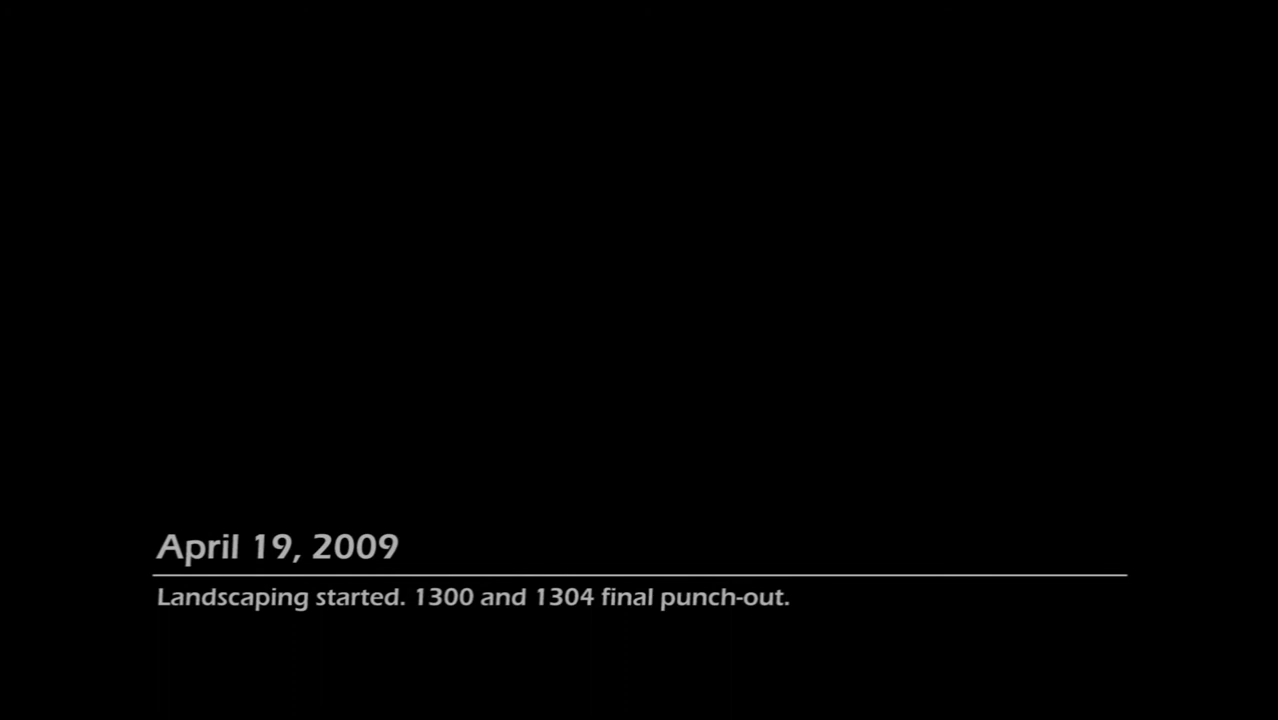 April 19, 2009
Landscaping started. 1300 and 1304 final punch-out.